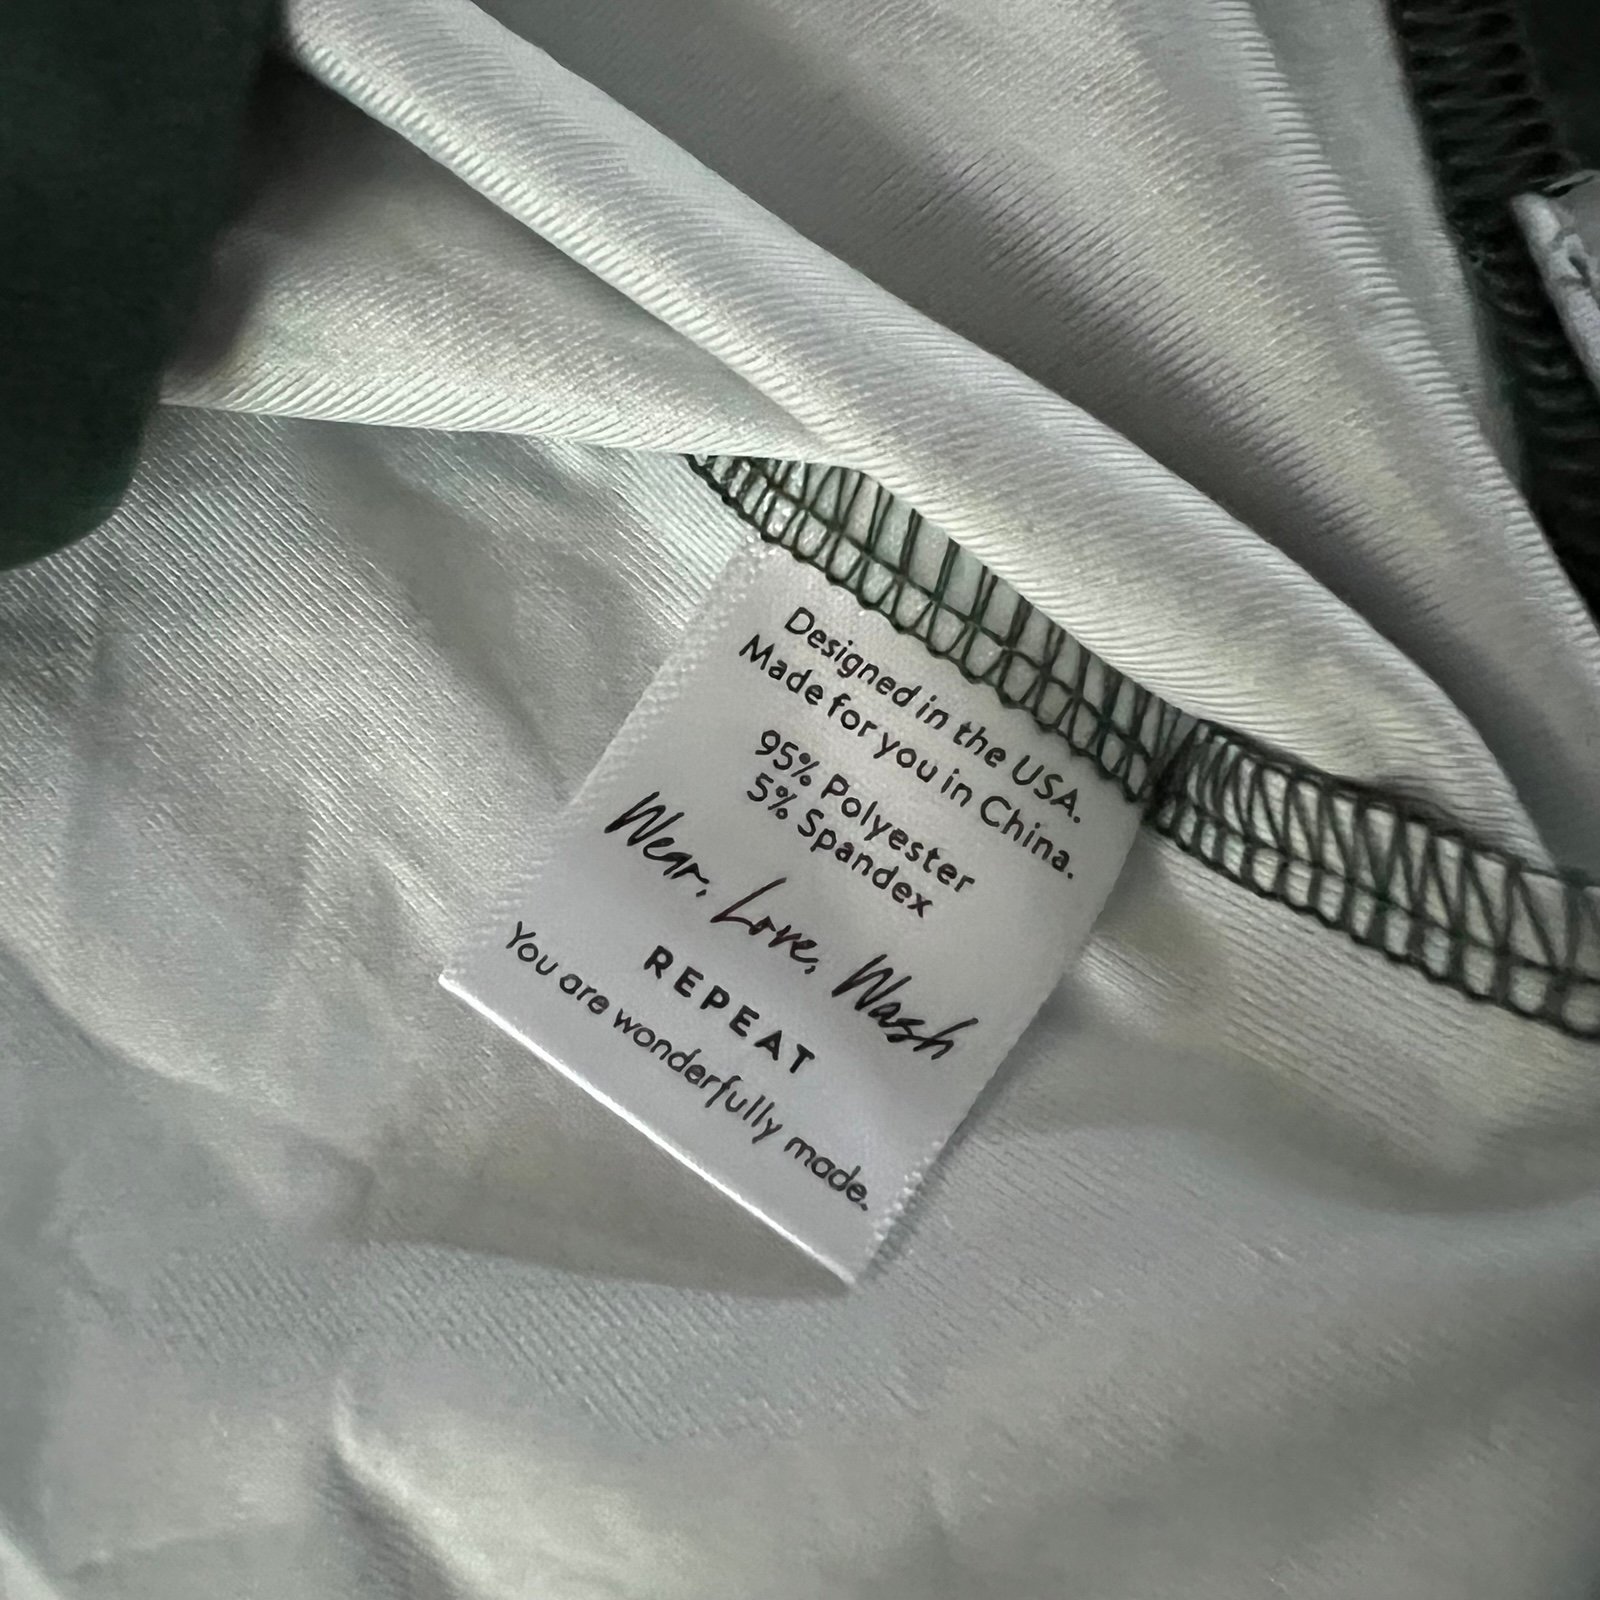 Designed in the USA.
Made for you in China.
95% Polyester
5% Spandex
Wear, Love, Wash
REPEAT
You are wonderfully made.